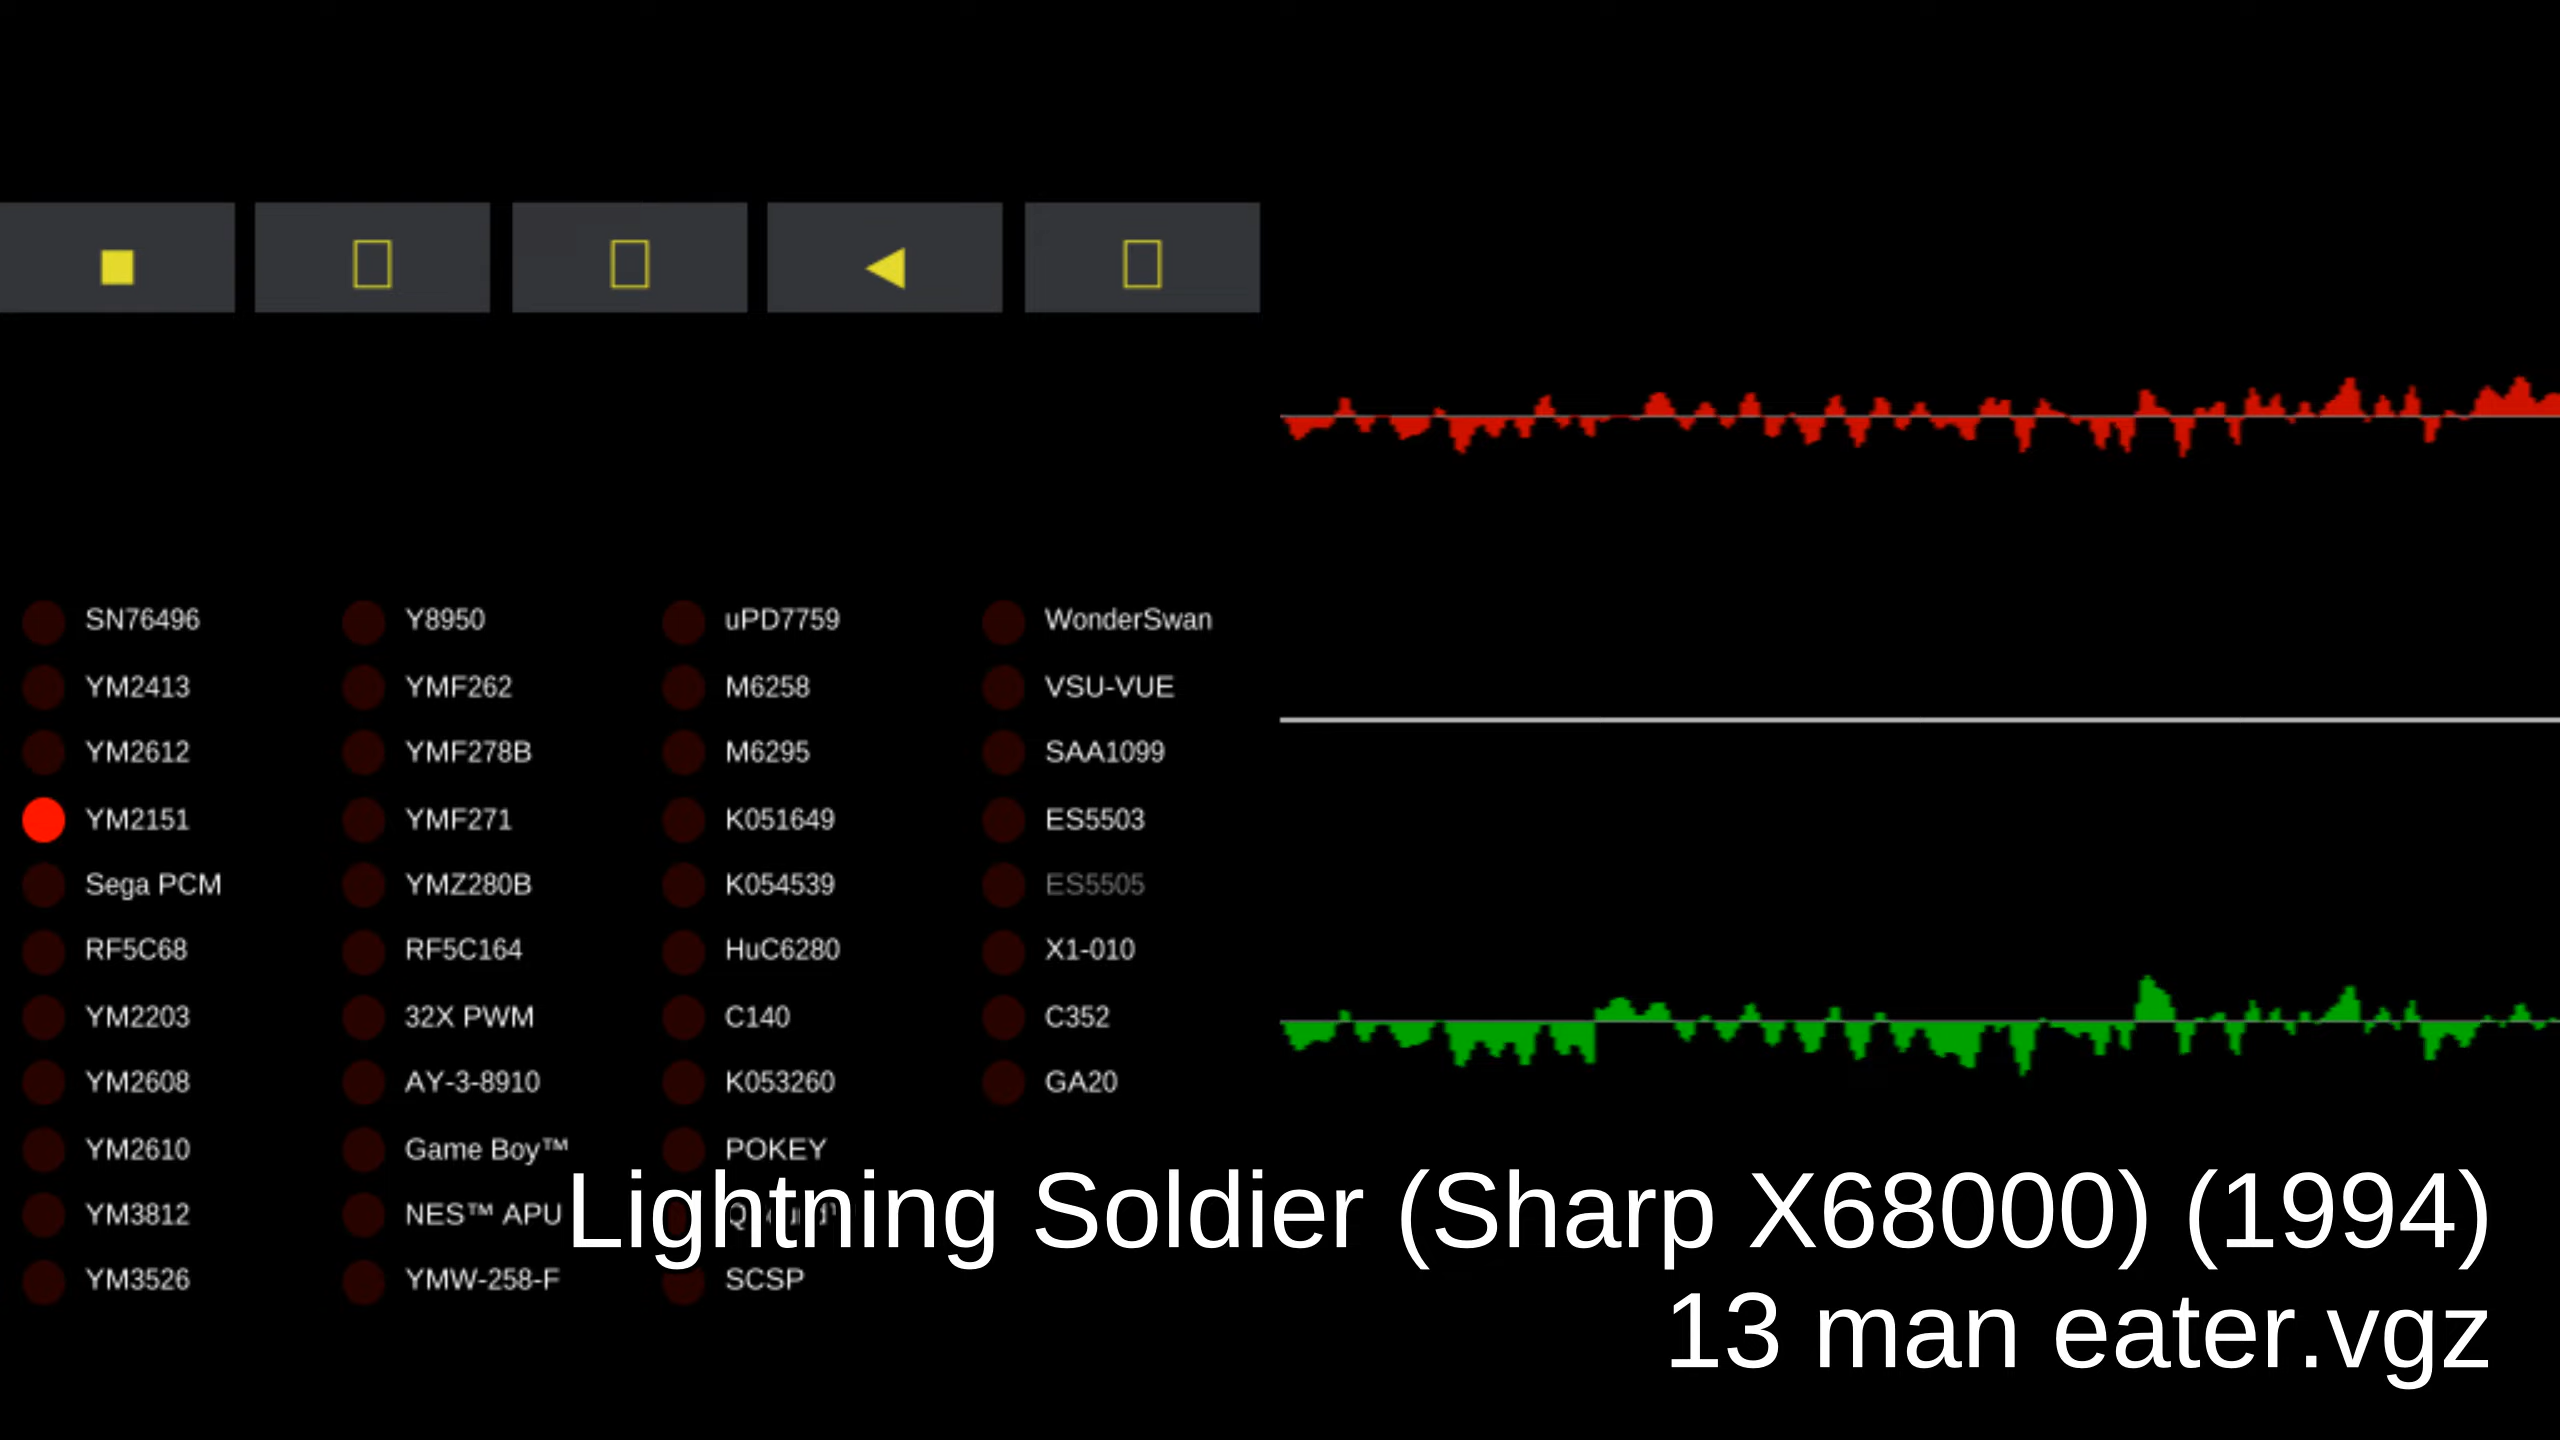 SN76496 Y8950 uPD7759 WonderSwan
YM2413 YMF262 M6258 VSU-VUE
YM2612 YMF278B M6295 SAA1099
YM2151 YMF271 K051649 ES5503
Sega PCM YMZ280B K054539 ES5505
RF5C68 RF5C164 HuC6280 X1-010
YM2203 32X PWM C140 C352
YM2608 AY-3-8910 K053260 GA20
YM2610 Game Boy™ POKEY
YM3812 NES™ APU
YM3526 YMW-258-F SCSP
Lightning Soldier (Sharp X68000) (1994)
13 man eater.vgz